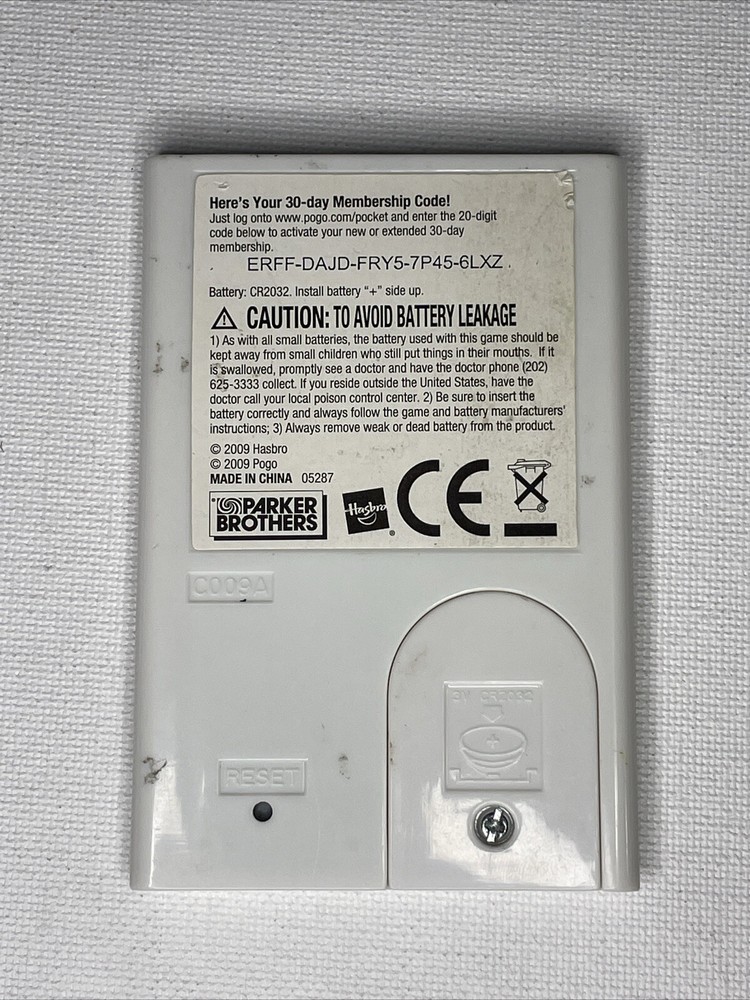 Here's Your 30-day Membership Code!
Just log onto www.pogo.com/pocket and enter the 20-digit
code below to activate your new or extended 30-day
membership.
ERFF-DAJD-FRY5-7P45-6LXZ
Battery: CR2032. Install battery "+" side up.
CAUTION: TO AVOID BATTERY LEAKAGE
1) As with all small batteries, the battery used with this game should be
kept away from small children who still put things in their mouths. If it
is swallowed, promptly see a doctor and have the doctor phone (202)
625-3333 collect. If you reside outside the United States, have the
doctor call your local poison control center. 2) Be sure to insert the
battery correctly and always follow the game and battery manufacturers'
instructions; 3) Always remove weak or dead battery from the product.
© 2009 Hasbro
© 2009 Pogo
MADE IN CHINA 05287
PARKER
BROTHERS
Hasbro ®
CE
C009A
3V CR2032
+
RESET